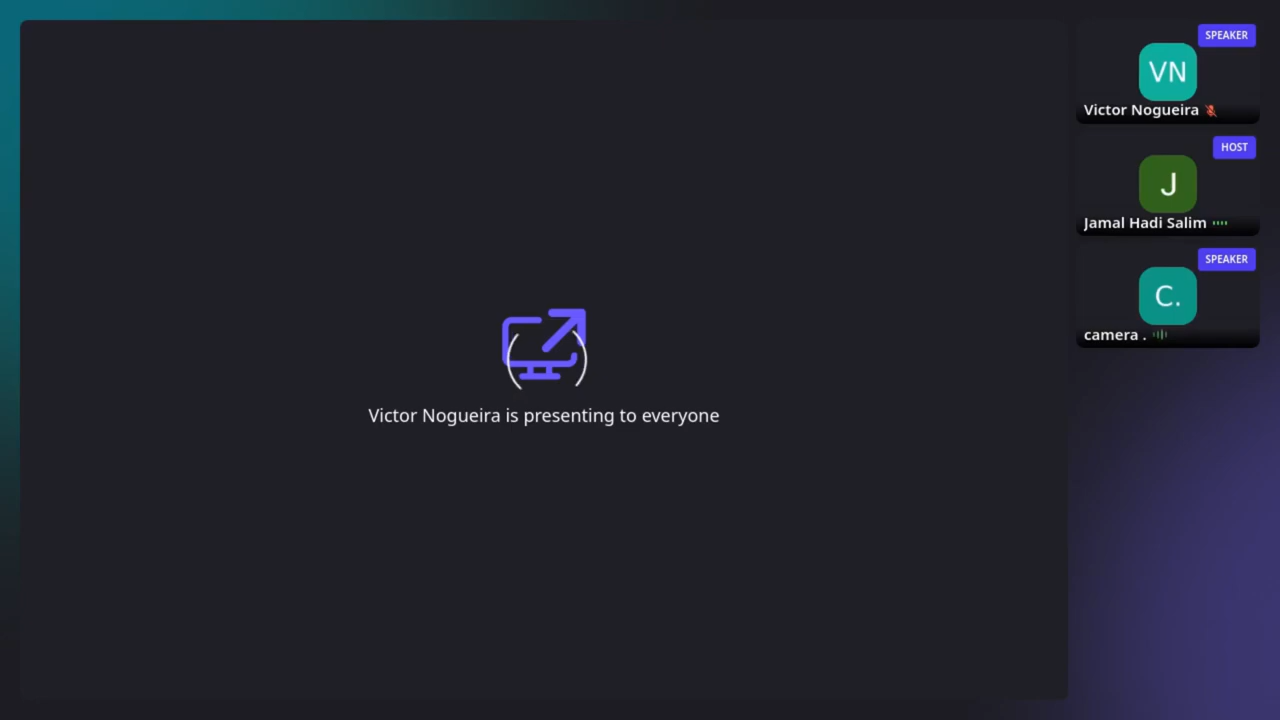 SPEAKER
VN
Victor Nogueira
HOST
J
Jamal Hadi Salim
SPEAKER
C.
camera .
Victor Nogueira is presenting to everyone